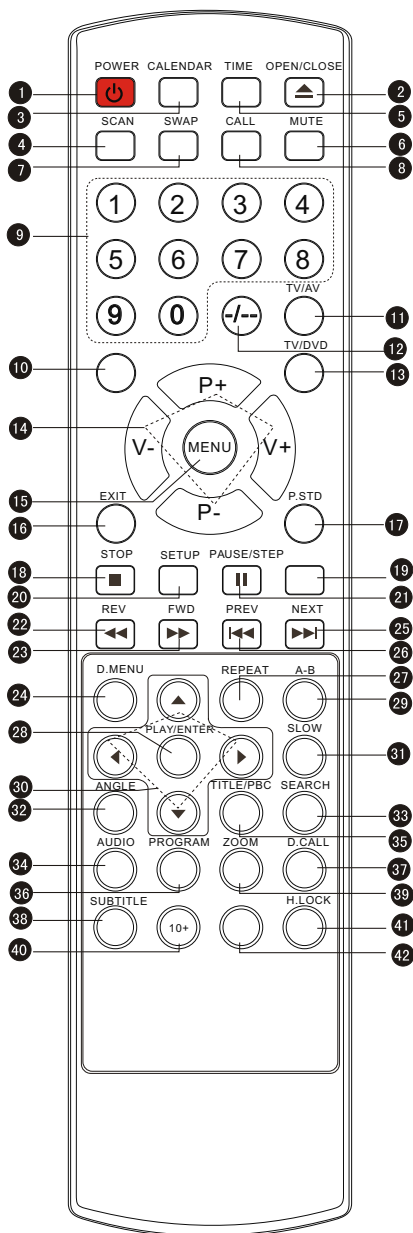 POWER CALENDAR TIME OPEN/CLOSE
1 2
3 5
SCAN SWAP CALL MUTE
4 6
7 8
1 2 3 4
9
5 6 7 8
TV/AV
9 0 -/-- 11
12
TV/DVD
10 13
P+
14
V- MENU V+
15
EXIT P- P.STD
16 17
STOP SETUP PAUSE/STEP
18 19
20 21
REV FWD PREV NEXT
22 25
23 26
D.MENU REPEAT A-B
24 27
29
28 PLAY/ENTER SLOW
31
30
ANGLE TITLE/PBC SEARCH
32 33
AUDIO PROGRAM ZOOM D.CALL
34 35
36 37
SUBTITLE H.LOCK
38 39
10+
40 41
42